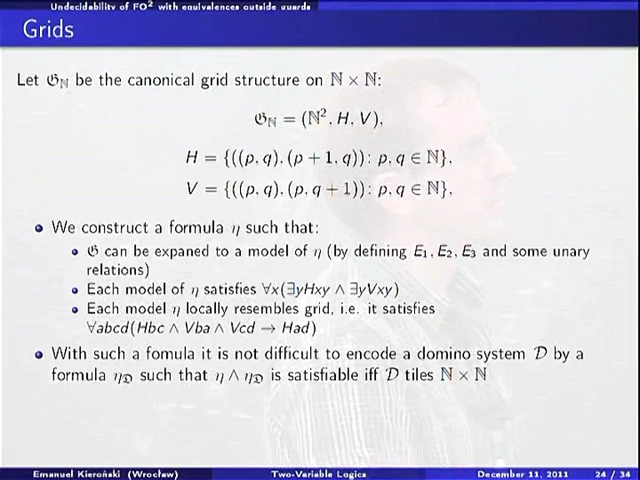 Undecidability of FO² with equivalences outside guards
Grids
Let 𝔊_ℕ be the canonical grid structure on ℕ × ℕ:
𝔊_ℕ = (ℕ², H, V),
H = {((p, q), (p + 1, q)): p, q ∈ ℕ},
V = {((p, q), (p, q + 1)): p, q ∈ ℕ},
• We construct a formula η such that:
• 𝔊 can be expaned to a model of η (by defining E₁, E₂, E₃ and some unary
relations)
• Each model of η satisfies ∀x(∃yHxy ∧ ∃yVxy)
• Each model η locally resembles grid, i.e. it satisfies
∀abcd(Hbc ∧ Vba ∧ Vcd → Had)
• With such a fomula it is not difficult to encode a domino system 𝒟 by a
formula η_𝒟 such that η ∧ η_𝒟 is satisfiable iff 𝒟 tiles ℕ × ℕ
Emanuel Kieroński (Wrocław) Two-Variable Logics December 11, 2011 24 / 34